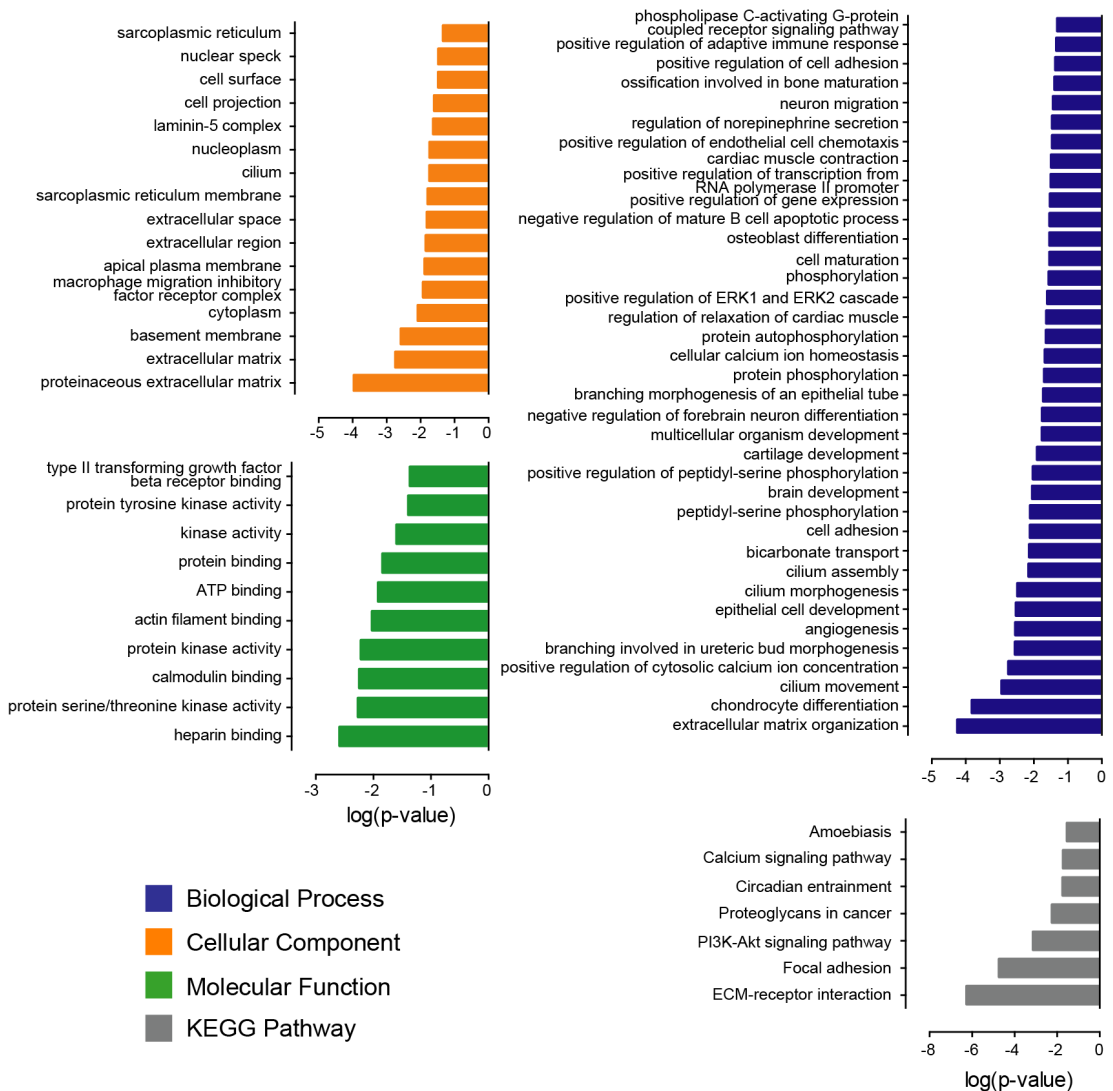 sarcoplasmic reticulum
nuclear speck
cell surface
cell projection
laminin-5 complex
nucleoplasm
cilium
sarcoplasmic reticulum membrane
extracellular space
extracellular region
apical plasma membrane
macrophage migration inhibitory
factor receptor complex
cytoplasm
basement membrane
extracellular matrix
proteinaceous extracellular matrix
-5 -4 -3 -2 -1 0
type II transforming growth factor
beta receptor binding
protein tyrosine kinase activity
kinase activity
protein binding
ATP binding
actin filament binding
protein kinase activity
calmodulin binding
protein serine/threonine kinase activity
heparin binding
-3 -2 -1 0
log(p-value)
Biological Process
Cellular Component
Molecular Function
KEGG Pathway
phospholipase C-activating G-protein
coupled receptor signaling pathway
positive regulation of adaptive immune response
positive regulation of cell adhesion
ossification involved in bone maturation
neuron migration
regulation of norepinephrine secretion
positive regulation of endothelial cell chemotaxis
cardiac muscle contraction
positive regulation of transcription from
RNA polymerase II promoter
positive regulation of gene expression
negative regulation of mature B cell apoptotic process
osteoblast differentiation
cell maturation
phosphorylation
positive regulation of ERK1 and ERK2 cascade
regulation of relaxation of cardiac muscle
protein autophosphorylation
cellular calcium ion homeostasis
protein phosphorylation
branching morphogenesis of an epithelial tube
negative regulation of forebrain neuron differentiation
multicellular organism development
cartilage development
positive regulation of peptidyl-serine phosphorylation
brain development
peptidyl-serine phosphorylation
cell adhesion
bicarbonate transport
cilium assembly
cilium morphogenesis
epithelial cell development
angiogenesis
branching involved in ureteric bud morphogenesis
positive regulation of cytosolic calcium ion concentration
cilium movement
chondrocyte differentiation
extracellular matrix organization
-5 -4 -3 -2 -1 0
Amoebiasis
Calcium signaling pathway
Circadian entrainment
Proteoglycans in cancer
PI3K-Akt signaling pathway
Focal adhesion
ECM-receptor interaction
-8 -6 -4 -2 0
log(p-value)